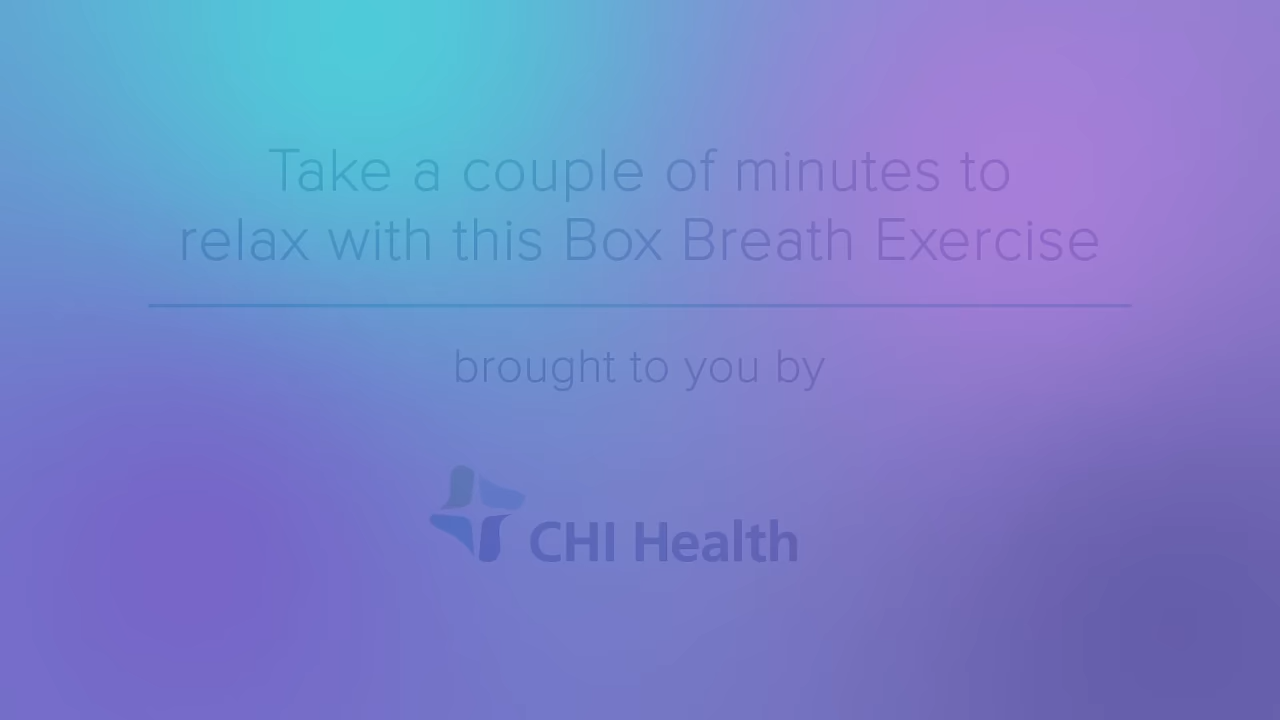 Take a couple of minutes to
relax with this Box Breath Exercise
brought to you by
CHI Health